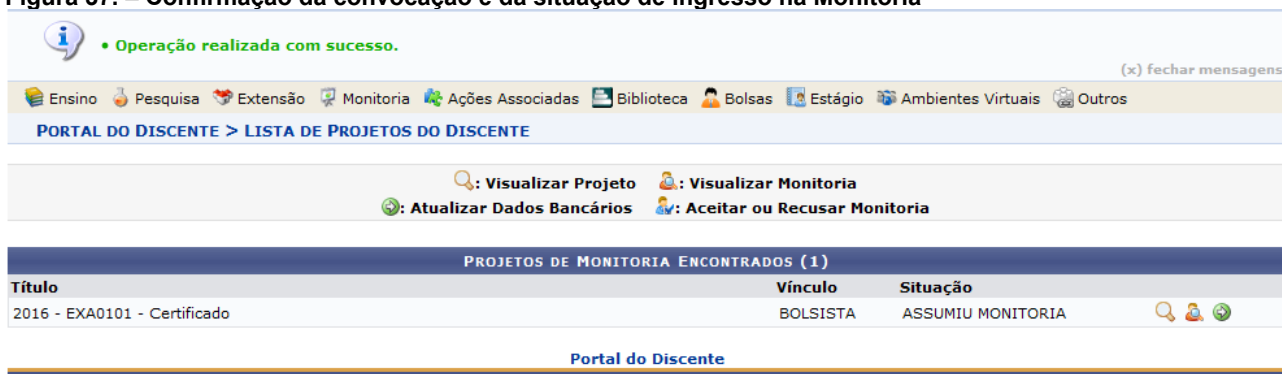 Figura 37. – Confirmação da convocação e da situação de ingresso na Monitoria
• Operação realizada com sucesso.
(x) fechar mensagens
Ensino Pesquisa Extensão Monitoria Ações Associadas Biblioteca Bolsas Estágio Ambientes Virtuais Outros
PORTAL DO DISCENTE > LISTA DE PROJETOS DO DISCENTE
: Visualizar Projeto : Visualizar Monitoria
: Atualizar Dados Bancários : Aceitar ou Recusar Monitoria
PROJETOS DE MONITORIA ENCONTRADOS (1)
Título Vínculo Situação
2016 - EXA0101 - Certificado BOLSISTA ASSUMIU MONITORIA
Portal do Discente